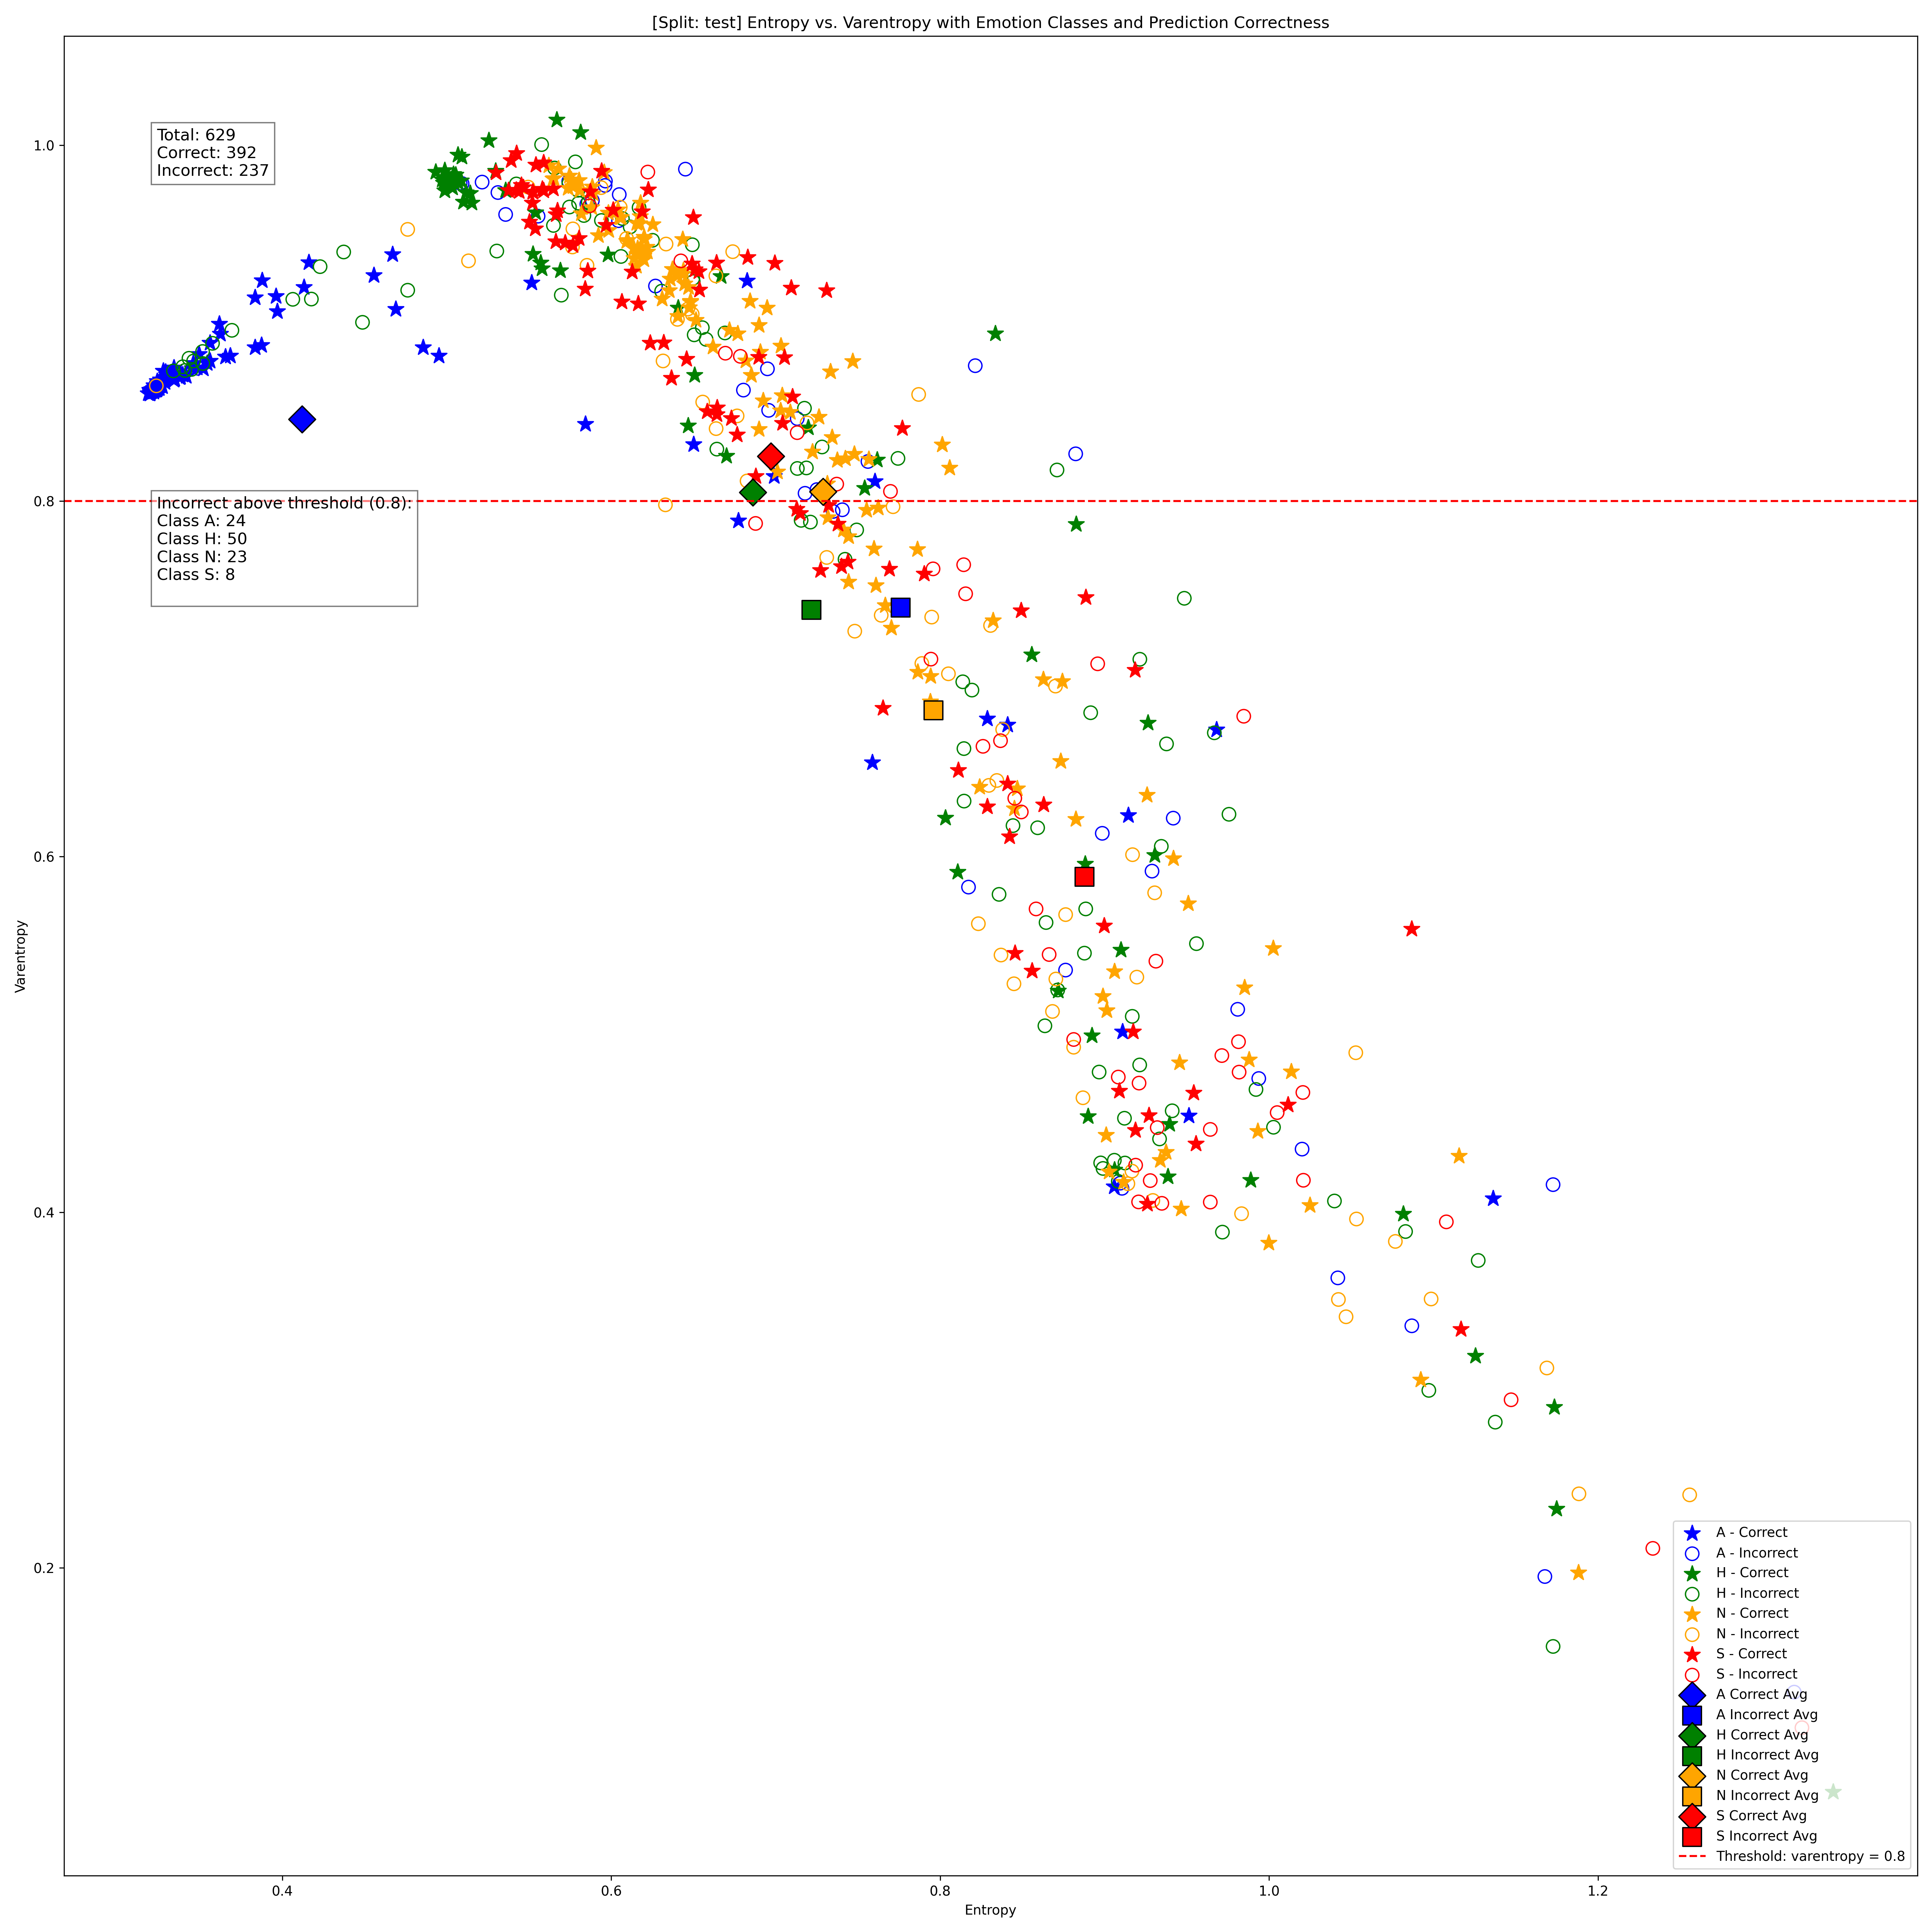 [Split: test] Entropy vs. Varentropy with Emotion Classes and Prediction Correctness
Total: 629
Correct: 392
Incorrect: 237
Incorrect above threshold (0.8):
Class A: 24
Class H: 50
Class N: 23
Class S: 8
1.0
0.8
0.6
0.4
0.2
Varentropy
A - Correct
A - Incorrect
H - Correct
H - Incorrect
N - Correct
N - Incorrect
S - Correct
S - Incorrect
A Correct Avg
A Incorrect Avg
H Correct Avg
H Incorrect Avg
N Correct Avg
N Incorrect Avg
S Correct Avg
S Incorrect Avg
Threshold: varentropy = 0.8
0.4
0.6
0.8
1.0
1.2
Entropy